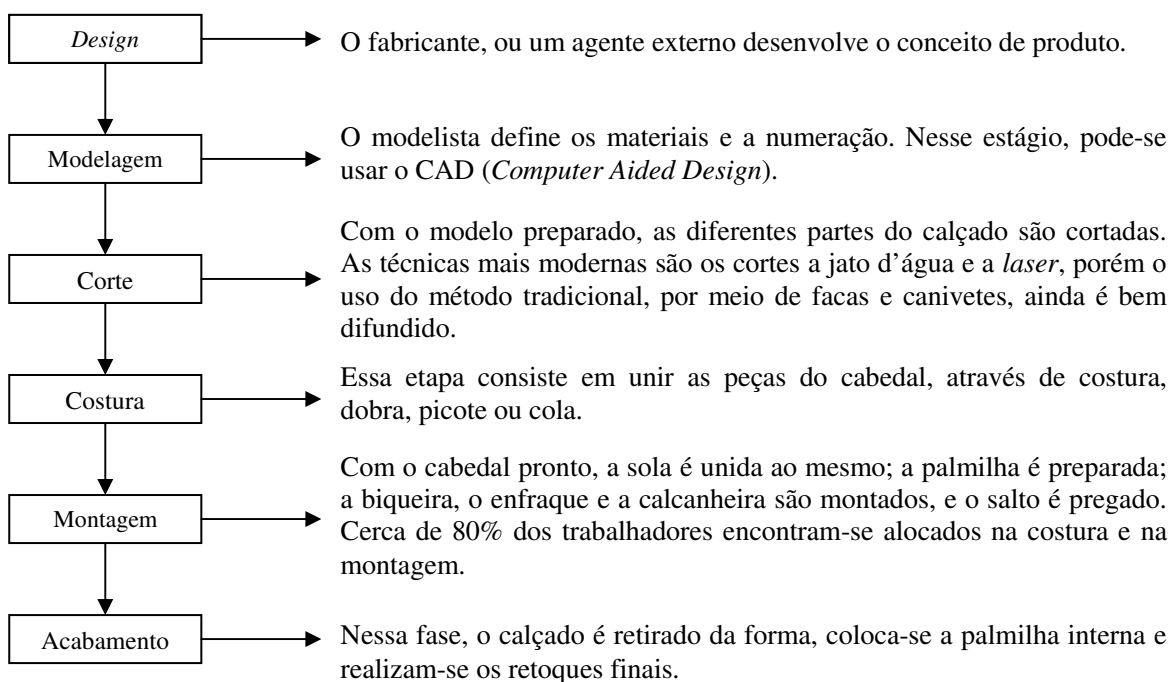 Design
O fabricante, ou um agente externo desenvolve o conceito de produto.
Modelagem
O modelista define os materiais e a numeração. Nesse estágio, pode-se
usar o CAD (Computer Aided Design).
Corte
Com o modelo preparado, as diferentes partes do calçado são cortadas.
As técnicas mais modernas são os cortes a jato d’água e a laser, porém o
uso do método tradicional, por meio de facas e canivetes, ainda é bem
difundido.
Costura
Essa etapa consiste em unir as peças do cabedal, através de costura,
dobra, picote ou cola.
Montagem
Com o cabedal pronto, a sola é unida ao mesmo; a palmilha é preparada;
a biqueira, o enfraque e a calcanheira são montados, e o salto é pregado.
Cerca de 80% dos trabalhadores encontram-se alocados na costura e na
montagem.
Acabamento
Nessa fase, o calçado é retirado da forma, coloca-se a palmilha interna e
realizam-se os retoques finais.